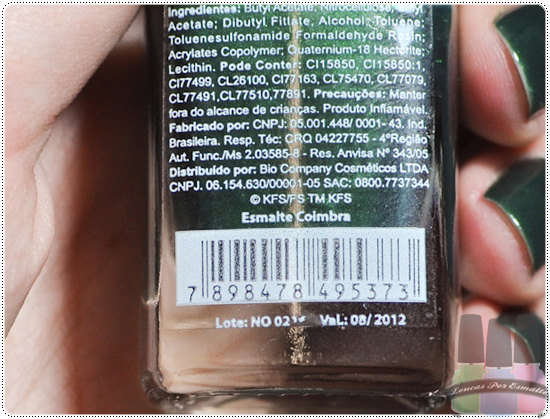 Ingredientes: Butyl Acetate, Nitrocellulose,
Acetate; Dibutyl Ftllate, Alcohol, Toluene,
Toluenesulfonamide Formaldehyde Resin;
Acrylates Copolymer; Quaternium-18 Hectorite;
Lecithin. Pode Conter: CI15850, CI15850:1,
CI77499, CL26100, CI77163, CL75470, CL77079,
CL77491,CL77510,77891. Precauções: Manter
fora do alcance de crianças. Produto Inflamável.
Fabricado por: CNPJ: 05.001.448/ 0001- 43. Ind.
Brasileira. Resp. Téc: CRQ 04227755 - 4ºRegião
Aut. Func./Ms 2.03585-8 - Res. Anvisa Nº 343/05
Distribuído por: Bio Company Cosméticos LTDA
CNPJ. 06.154.630/00001-05 SAC; 0800.7737344
© KFS/FS TM KFS
Esmalte Coimbra
7 898478 495373
Lote: NO 021 VaL: 08/ 2012
Loucas Por Esmalte